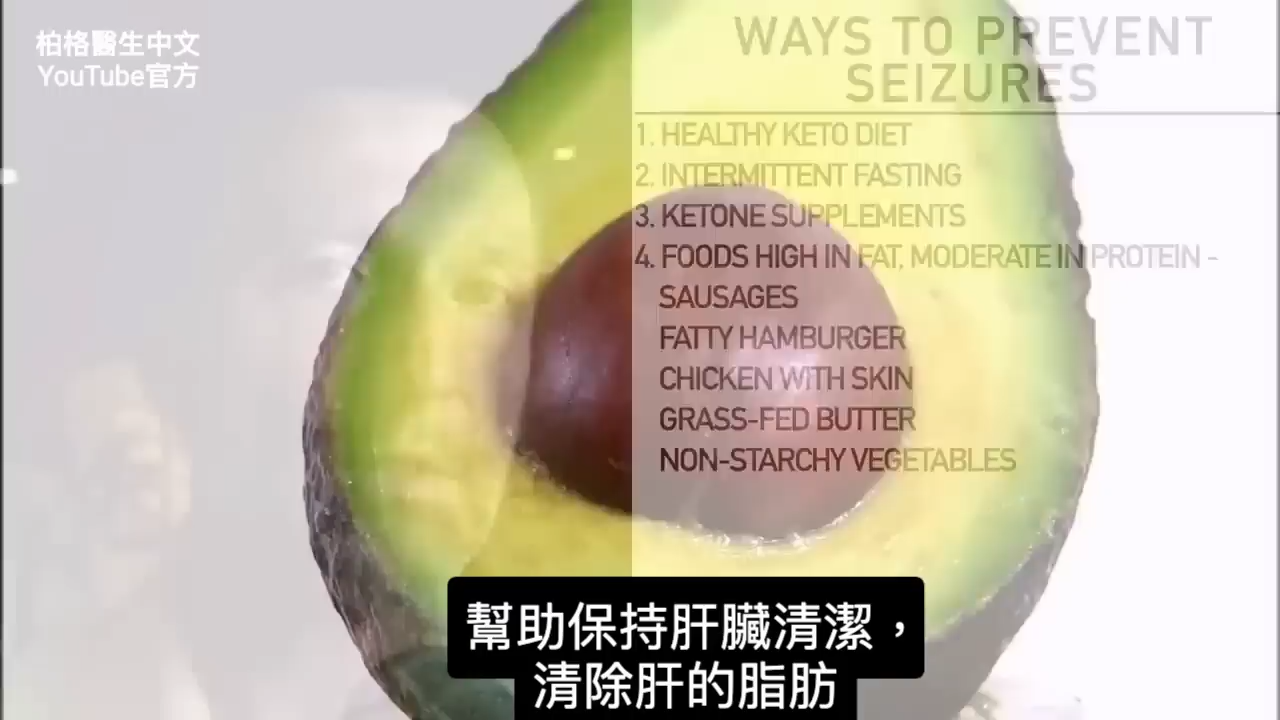 柏格醫生中文
YouTube官方
WAYS TO PREVENT
SEIZURES
1. HEALTHY KETO DIET
2. INTERMITTENT FASTING
3. KETONE SUPPLEMENTS
4. FOODS HIGH IN FAT, MODERATE IN PROTEIN -
SAUSAGES
FATTY HAMBURGER
CHICKEN WITH SKIN
GRASS-FED BUTTER
NON-STARCHY VEGETABLES
幫助保持肝臟清潔，
清除肝的脂肪